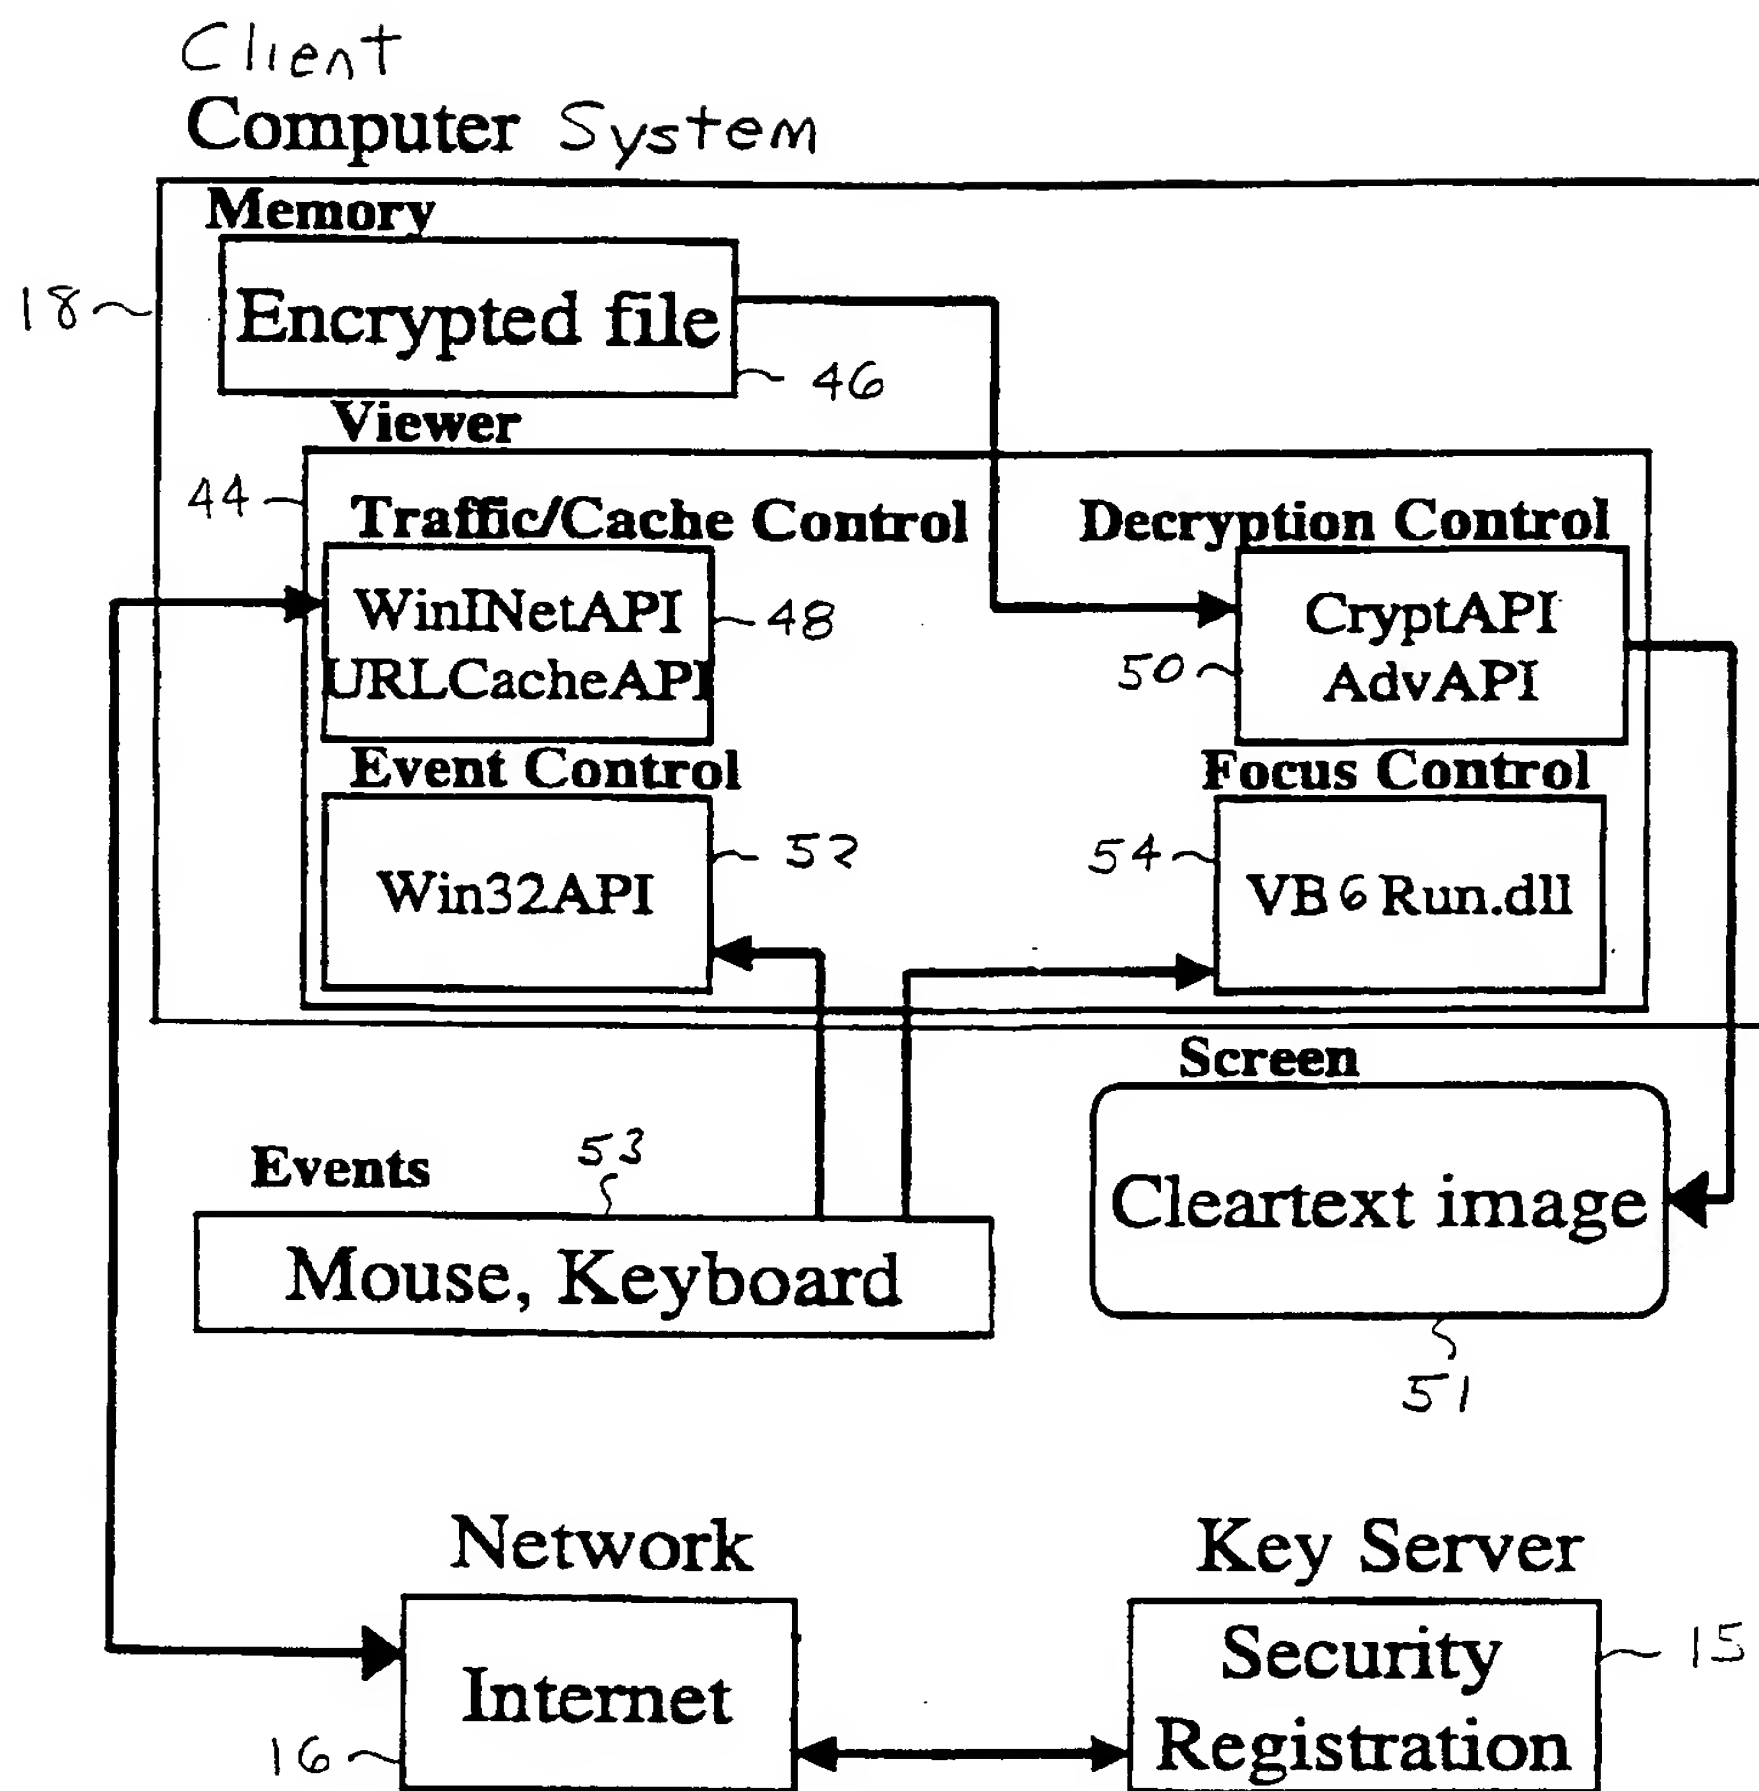 Client
Computer System
Memory
18
Encrypted file
46
Viewer
44
Traffic/Cache Control
Decryption Control
WinINetAPI
URLCacheAPI
48
CryptAPI
AdvAPI
50
Event Control
Focus Control
Win32API
52
54
VB6 Run.dll
Screen
Events
53
Mouse, Keyboard
Cleartext image
51
Network
Key Server
Internet
16
Security
Registration
15